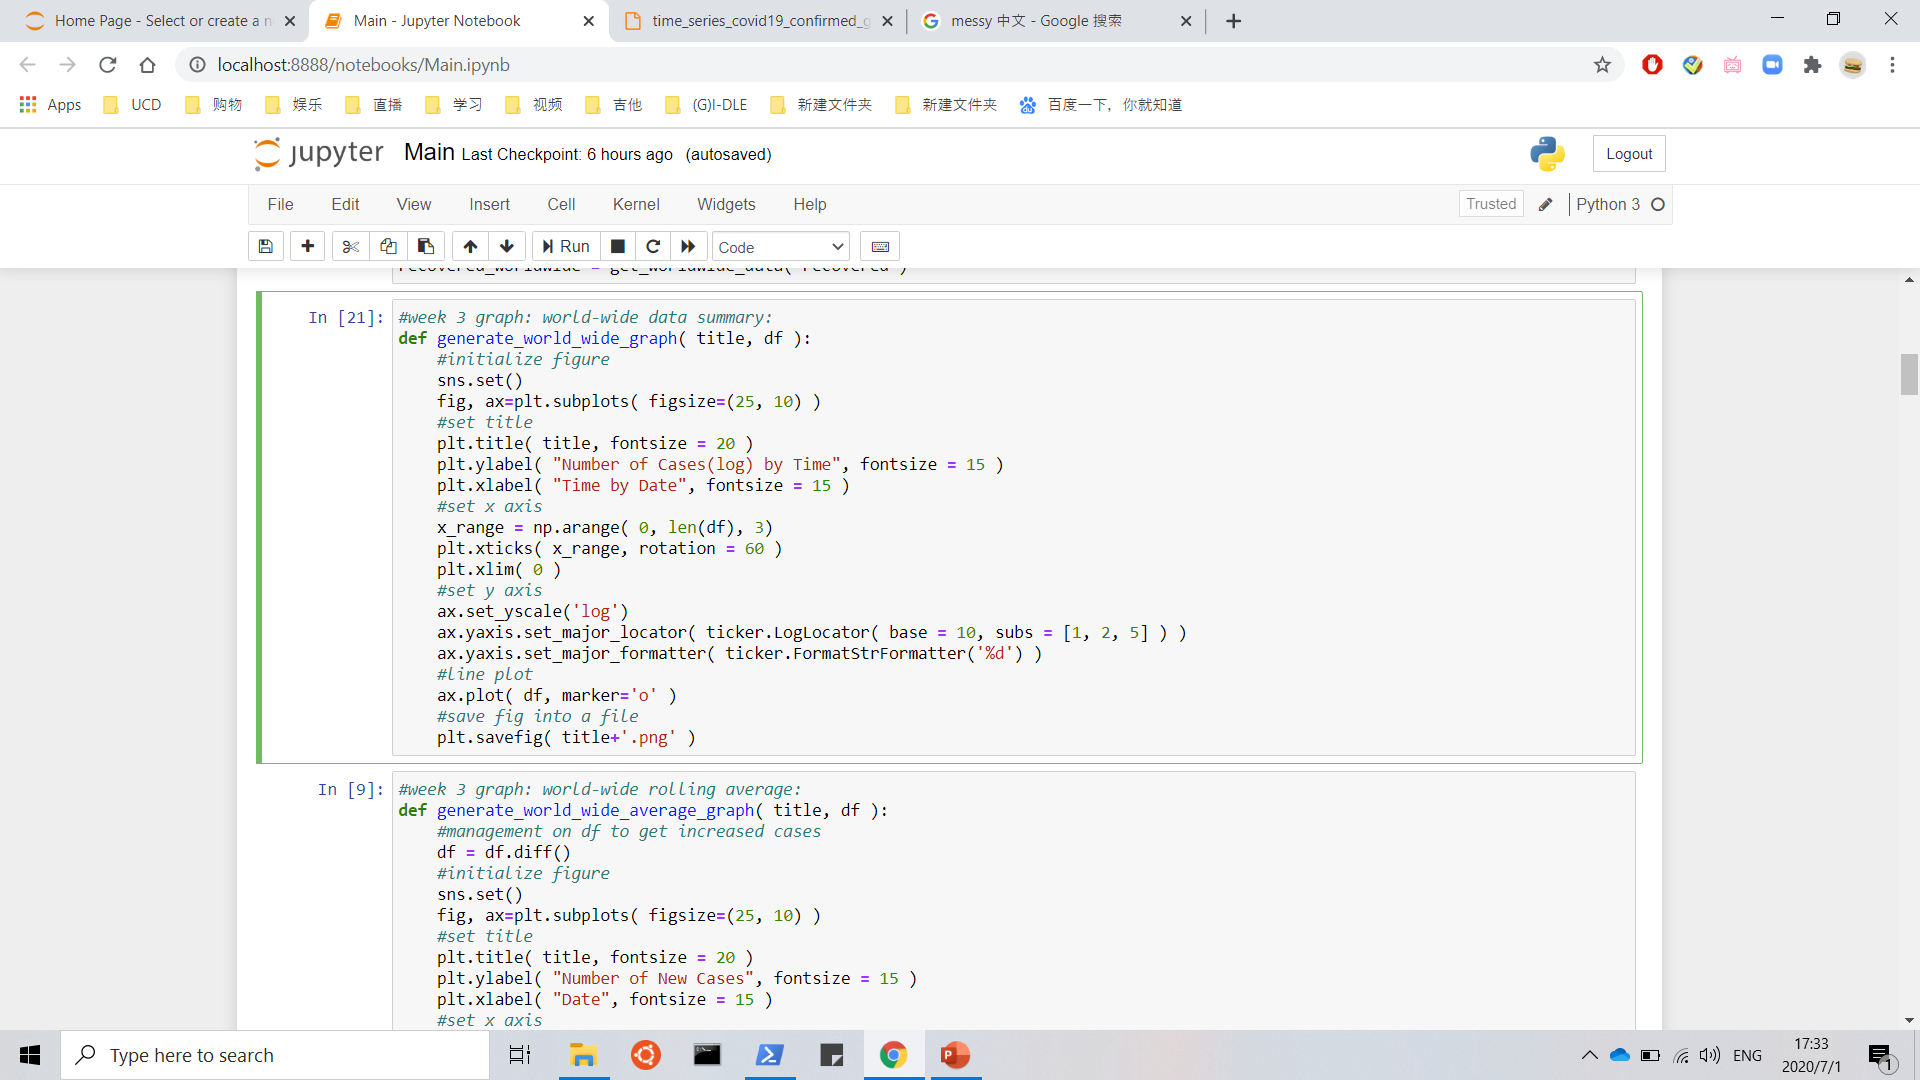 Home Page - Select or create a n
Main - Jupyter Notebook
time_series_covid19_confirmed_g
messy 中文 - Google 搜索
localhost:8888/notebooks/Main.ipynb
Apps UCD 购物 娱乐 直播 学习 视频 吉他 (G)I-DLE 新建文件夹 新建文件夹 百度一下，你就知道
jupyter Main Last Checkpoint: 6 hours ago (autosaved)
Logout
File Edit View Insert Cell Kernel Widgets Help
Trusted Python 3
Run Code
recovered_worldwide = get_worldwide_data( 'recovered' )
In [21]:
#week 3 graph: world-wide data summary:
def generate_world_wide_graph( title, df ):
#initialize figure
sns.set()
fig, ax=plt.subplots( figsize=(25, 10) )
#set title
plt.title( title, fontsize = 20 )
plt.ylabel( "Number of Cases(log) by Time", fontsize = 15 )
plt.xlabel( "Time by Date", fontsize = 15 )
#set x axis
x_range = np.arange( 0, len(df), 3)
plt.xticks( x_range, rotation = 60 )
plt.xlim( 0 )
#set y axis
ax.set_yscale('log')
ax.yaxis.set_major_locator( ticker.LogLocator( base = 10, subs = [1, 2, 5] ) )
ax.yaxis.set_major_formatter( ticker.FormatStrFormatter('%d') )
#line plot
ax.plot( df, marker='o' )
#save fig into a file
plt.savefig( title+'.png' )
In [9]:
#week 3 graph: world-wide rolling average:
def generate_world_wide_average_graph( title, df ):
#management on df to get increased cases
df = df.diff()
#initialize figure
sns.set()
fig, ax=plt.subplots( figsize=(25, 10) )
#set title
plt.title( title, fontsize = 20 )
plt.ylabel( "Number of New Cases", fontsize = 15 )
plt.xlabel( "Date", fontsize = 15 )
#set x axis
Type here to search
ENG
17:33
2020/7/1
1